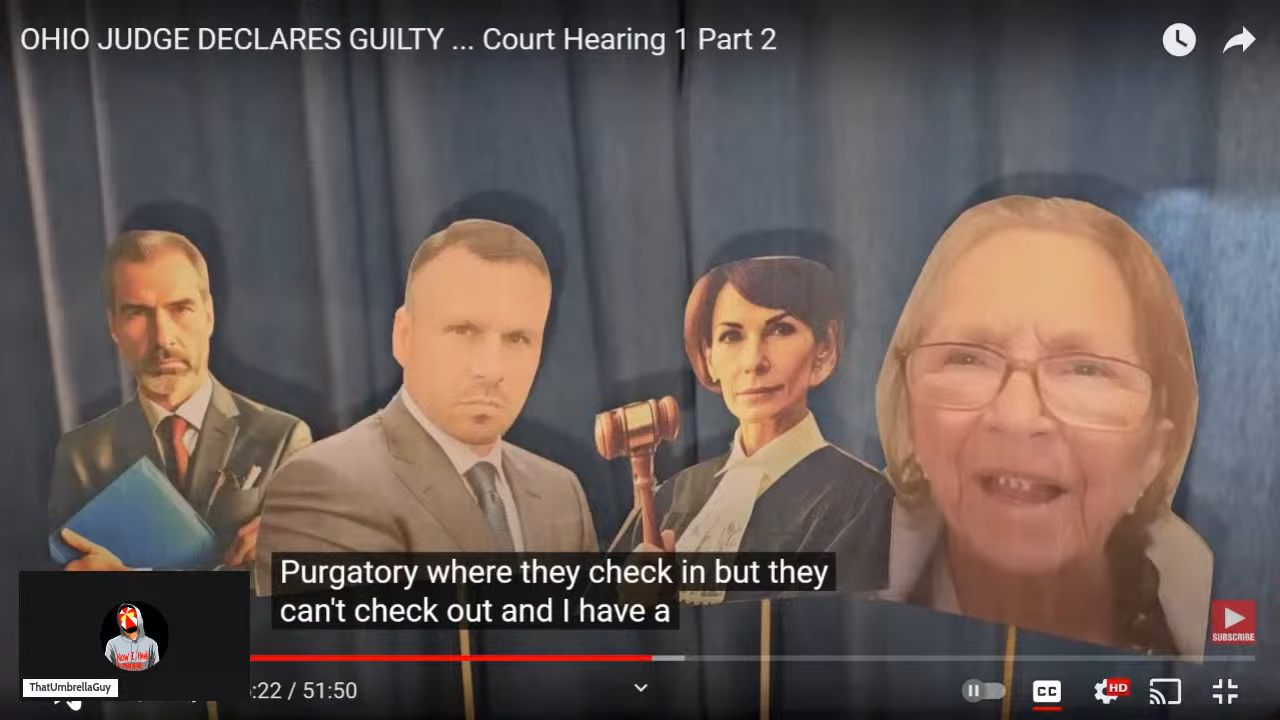 OHIO JUDGE DECLARES GUILTY ... Court Hearing 1 Part 2
Purgatory where they check in but they
can't check out and I have a
SUBSCRIBE
ThatUmbrellaGuy
:22 / 51:50
CC
HD